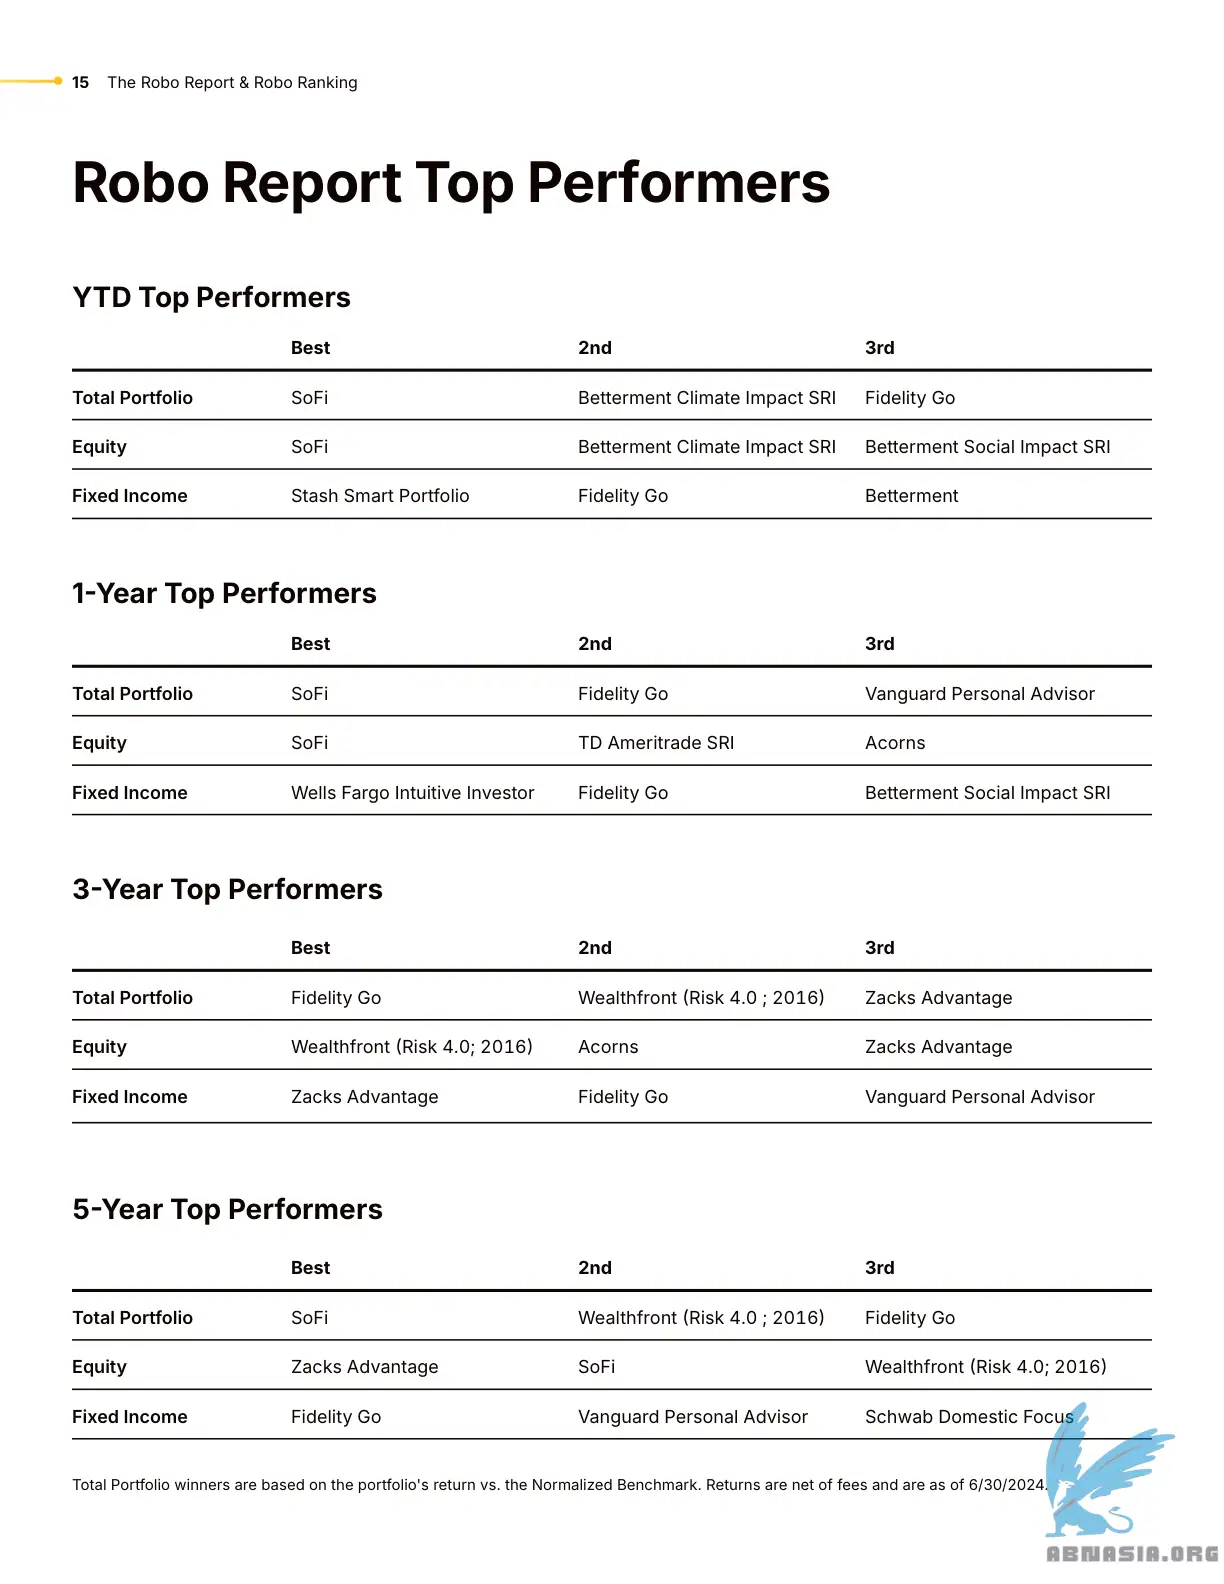 15 The Robo Report & Robo Ranking
Robo Report Top Performers
YTD Top Performers
Best 2nd 3rd
Total Portfolio SoFi Betterment Climate Impact SRI Fidelity Go
Equity SoFi Betterment Climate Impact SRI Betterment Social Impact SRI
Fixed Income Stash Smart Portfolio Fidelity Go Betterment
1-Year Top Performers
Best 2nd 3rd
Total Portfolio SoFi Fidelity Go Vanguard Personal Advisor
Equity SoFi TD Ameritrade SRI Acorns
Fixed Income Wells Fargo Intuitive Investor Fidelity Go Betterment Social Impact SRI
3-Year Top Performers
Best 2nd 3rd
Total Portfolio Fidelity Go Wealthfront (Risk 4.0 ; 2016) Zacks Advantage
Equity Wealthfront (Risk 4.0; 2016) Acorns Zacks Advantage
Fixed Income Zacks Advantage Fidelity Go Vanguard Personal Advisor
5-Year Top Performers
Best 2nd 3rd
Total Portfolio SoFi Wealthfront (Risk 4.0 ; 2016) Fidelity Go
Equity Zacks Advantage SoFi Wealthfront (Risk 4.0; 2016)
Fixed Income Fidelity Go Vanguard Personal Advisor Schwab Domestic Focus
Total Portfolio winners are based on the portfolio's return vs. the Normalized Benchmark. Returns are net of fees and are as of 6/30/2024.
ABNASIA.ORG